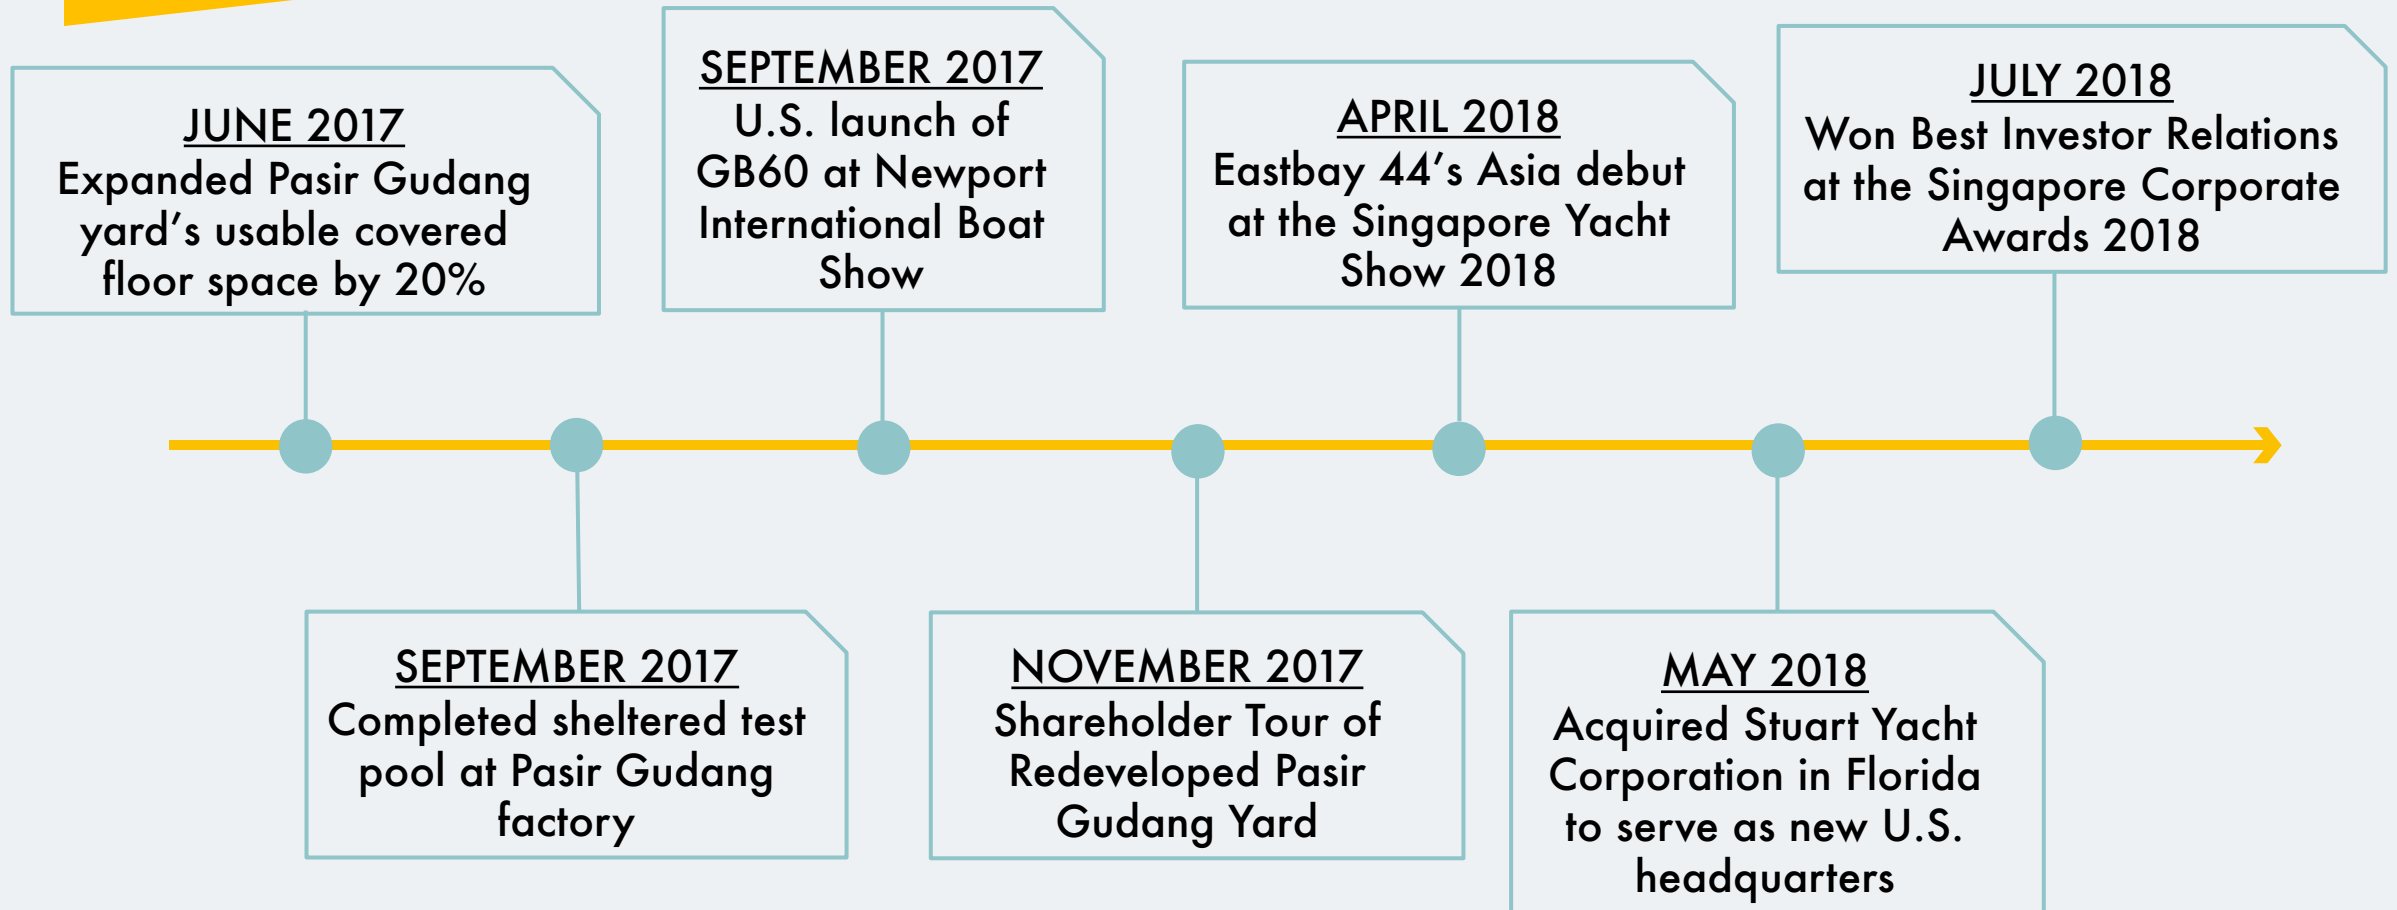 JUNE 2017
Expanded Pasir Gudang
yard’s usable covered
floor space by 20%
SEPTEMBER 2017
Completed sheltered test
pool at Pasir Gudang
factory
SEPTEMBER 2017
U.S. launch of
GB60 at Newport
International Boat
Show
NOVEMBER 2017
Shareholder Tour of
Redeveloped Pasir
Gudang Yard
APRIL 2018
Eastbay 44’s Asia debut
at the Singapore Yacht
Show 2018
MAY 2018
Acquired Stuart Yacht
Corporation in Florida
to serve as new U.S.
headquarters
JULY 2018
Won Best Investor Relations
at the Singapore Corporate
Awards 2018